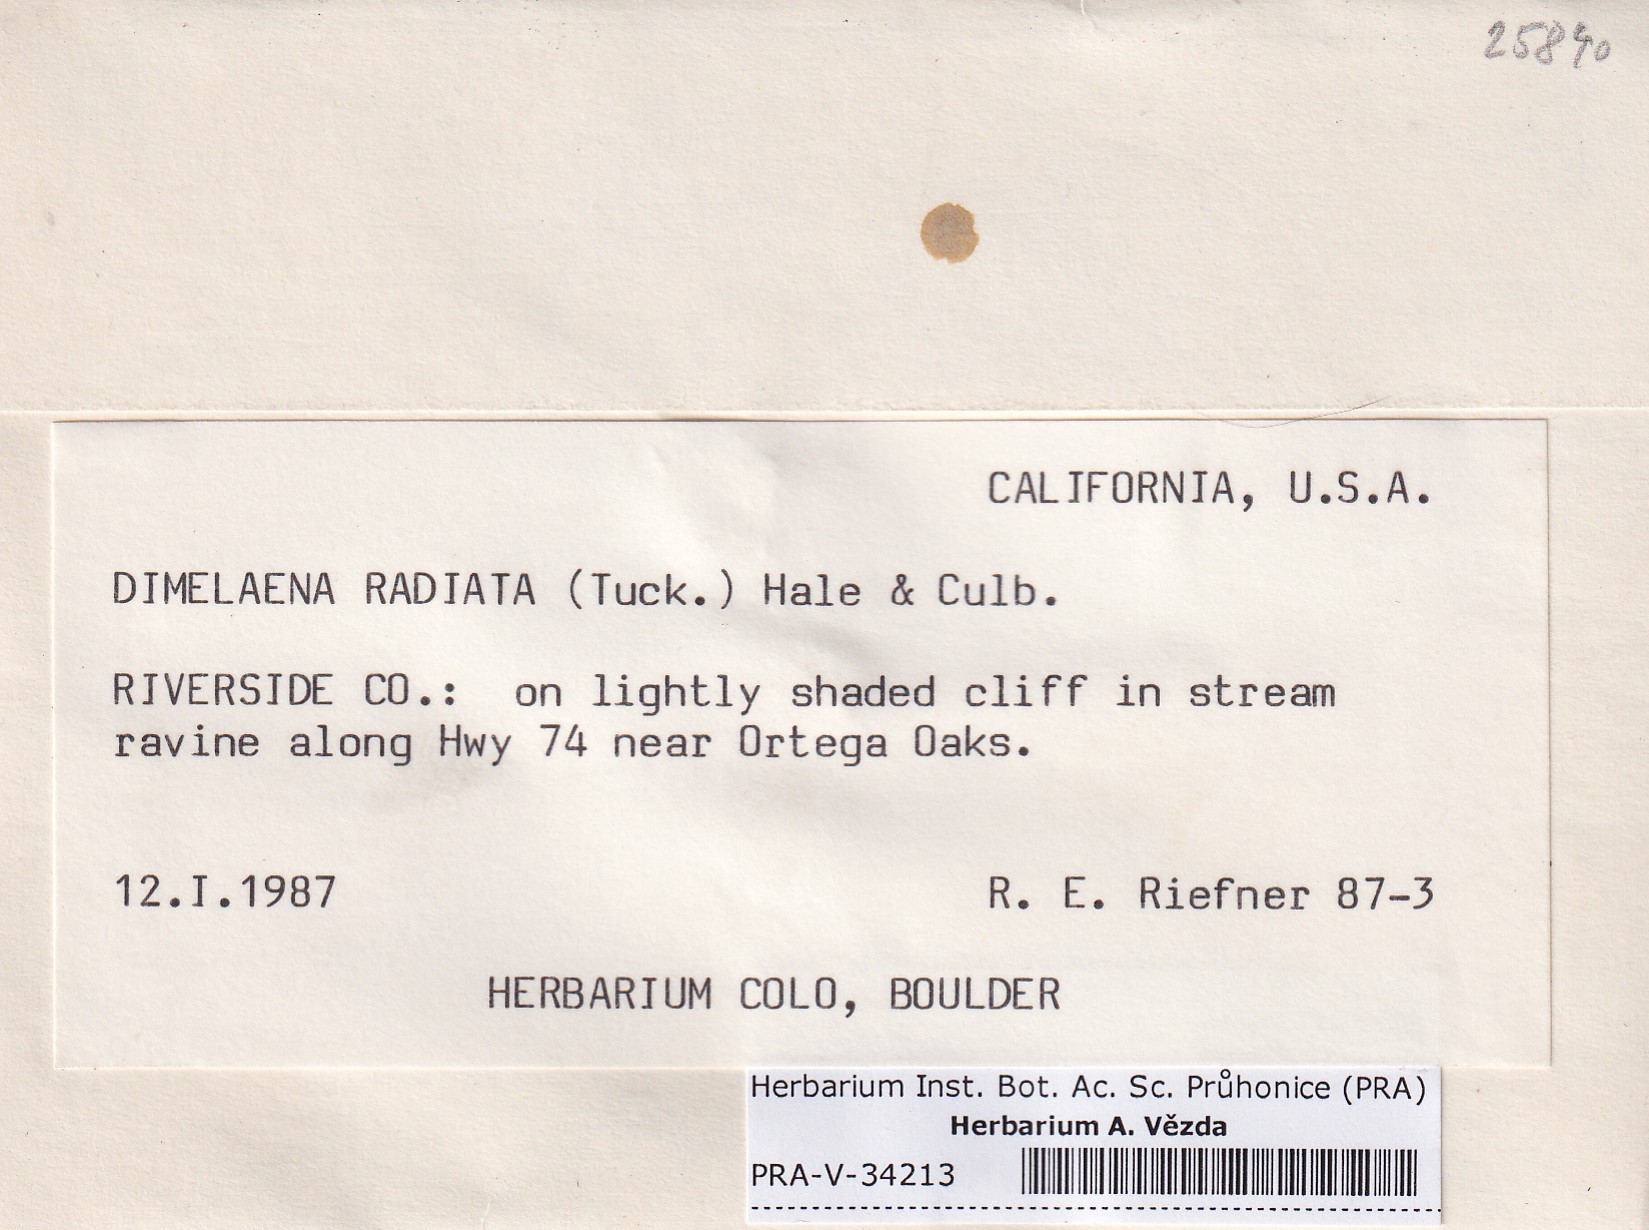 25840
CALIFORNIA, U.S.A.
DIMELAENA RADIATA (Tuck.) Hale & Culb.
RIVERSIDE CO.: on lightly shaded cliff in stream
ravine along Hwy 74 near Ortega Oaks.
12.I.1987 R. E. Riefner 87-3
HERBARIUM COLO, BOULDER
Herbarium Inst. Bot. Ac. Sc. Průhonice (PRA)
Herbarium A. Vězda
PRA-V-34213